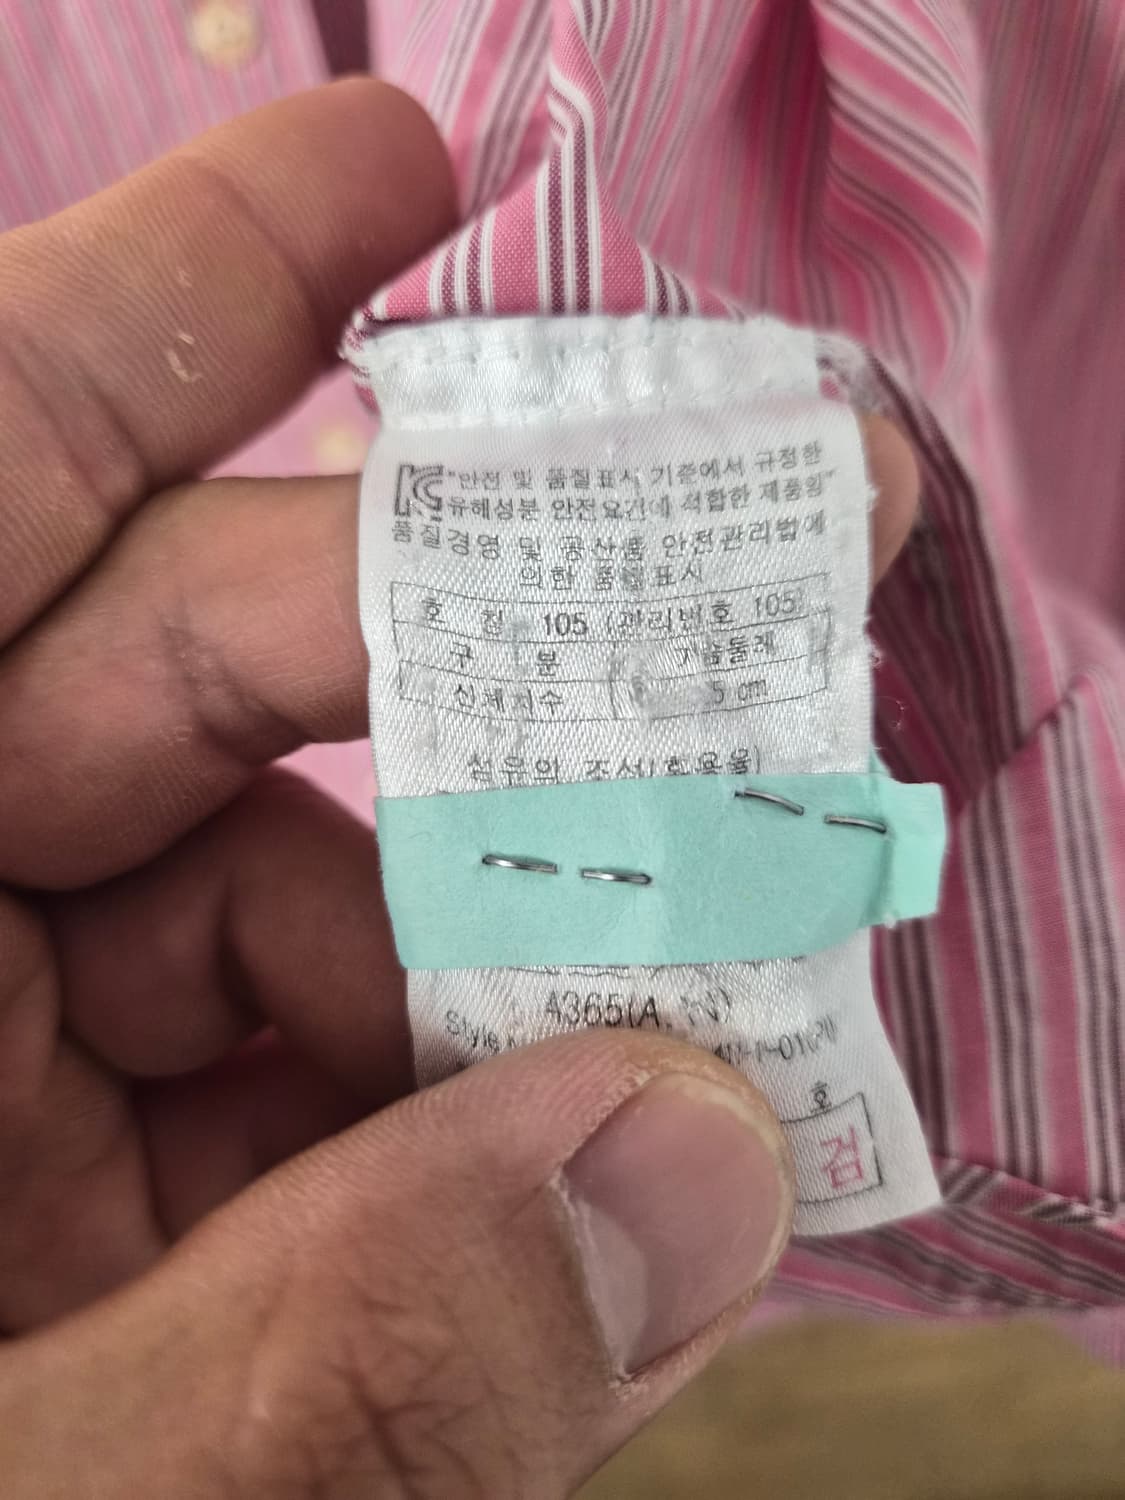 KC "안전 및 품질표시 기준에서 규정한
유해성분 안전요건에 적합한 제품임"
품질경영 및 공산품 안전관리법에
의한 품질표시
호 칭 105 (관리번호 105)
구 분 가슴둘레
신체치수 5 cm
섬유의 조성(혼용율)
4365(A,
Style
호
검